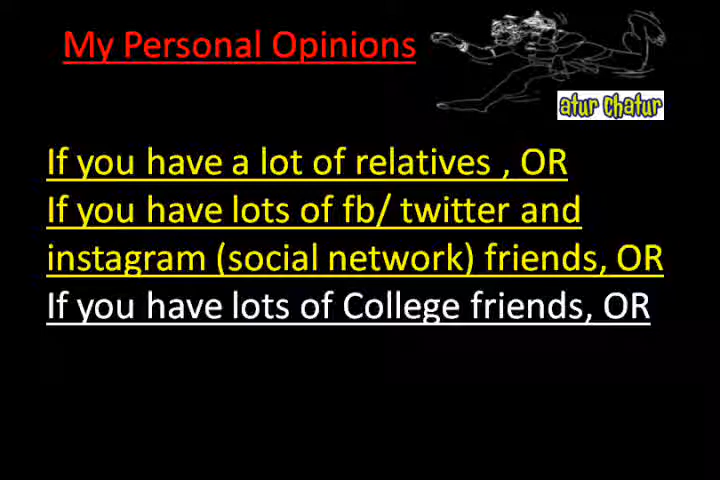 My Personal Opinions
atur chatur
If you have a lot of relatives , OR
If you have lots of fb/ twitter and
instagram (social network) friends, OR
If you have lots of College friends, OR